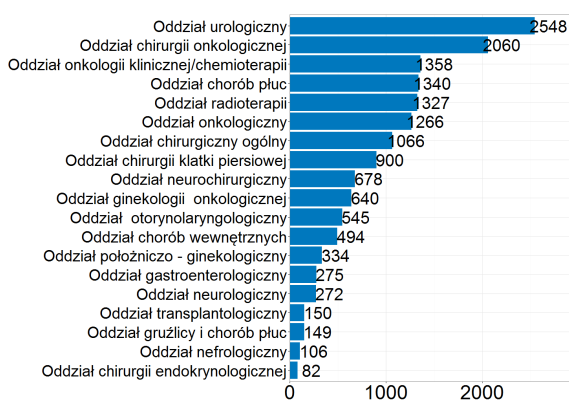 Oddział urologiczny 2548
Oddział chirurgii onkologicznej 2060
Oddział onkologii klinicznej/chemioterapii 1358
Oddział chorób płuc 1340
Oddział radioterapii 1327
Oddział onkologiczny 1266
Oddział chirurgiczny ogólny 1066
Oddział chirurgii klatki piersiowej 900
Oddział neurochirurgiczny 678
Oddział ginekologii  onkologicznej 640
Oddział  otorynolaryngologiczny 545
Oddział chorób wewnętrznych 494
Oddział położniczo - ginekologiczny 334
Oddział gastroenterologiczny 275
Oddział neurologiczny 272
Oddział transplantologiczny 150
Oddział gruźlicy i chorób płuc 149
Oddział nefrologiczny 106
Oddział chirurgii endokrynologicznej 82
0 1000 2000